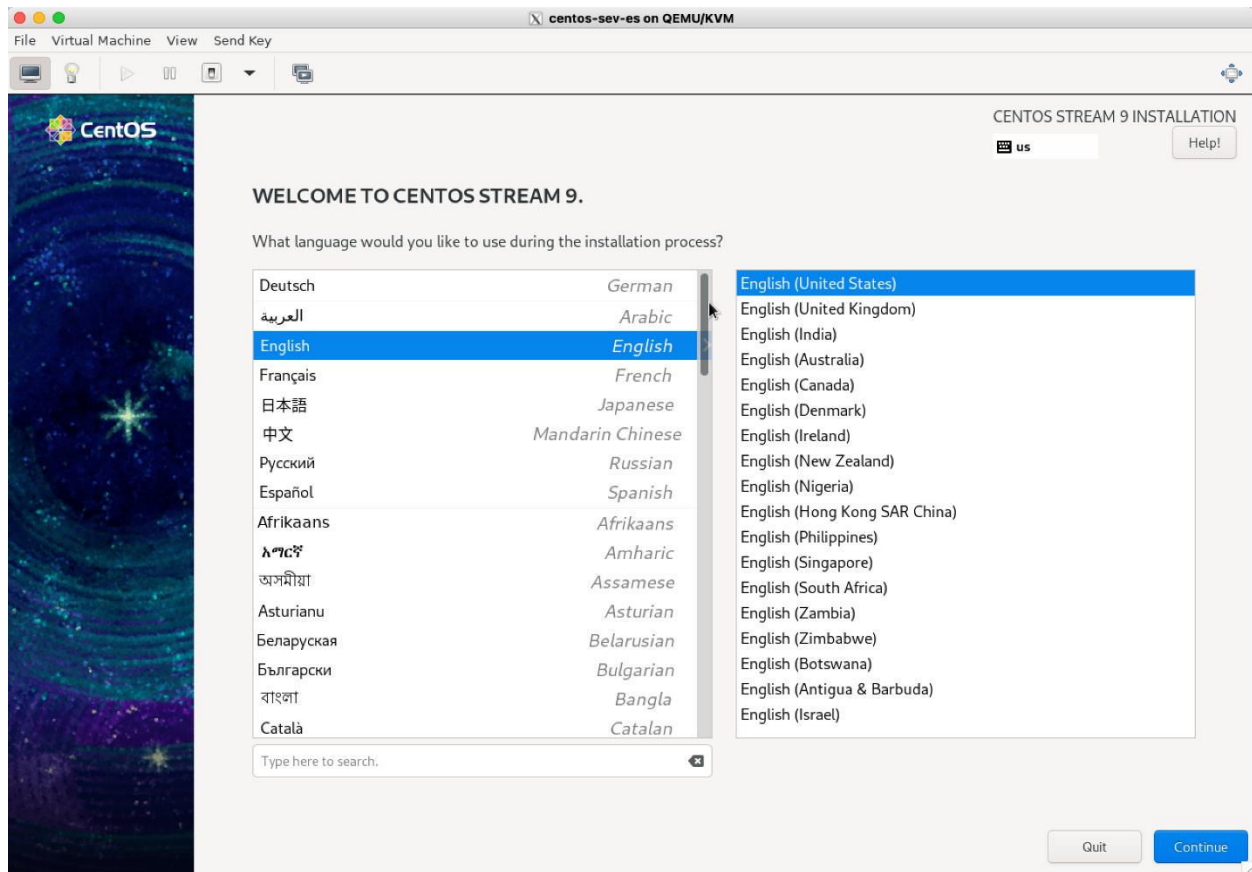 centos-sev-es on QEMU/KVM
File Virtual Machine View Send Key
CentOS
CENTOS STREAM 9 INSTALLATION
us
Help!
WELCOME TO CENTOS STREAM 9.
What language would you like to use during the installation process?
Deutsch German
العربية Arabic
English English
Français French
日本語 Japanese
中文 Mandarin Chinese
Русский Russian
Español Spanish
Afrikaans Afrikaans
አማርኛ Amharic
অসমীয়া Assamese
Asturianu Asturian
Беларуская Belarusian
Български Bulgarian
বাংলা Bangla
Català Catalan
Type here to search.
English (United States)
English (United Kingdom)
English (India)
English (Australia)
English (Canada)
English (Denmark)
English (Ireland)
English (New Zealand)
English (Nigeria)
English (Hong Kong SAR China)
English (Philippines)
English (Singapore)
English (South Africa)
English (Zambia)
English (Zimbabwe)
English (Botswana)
English (Antigua & Barbuda)
English (Israel)
Quit
Continue